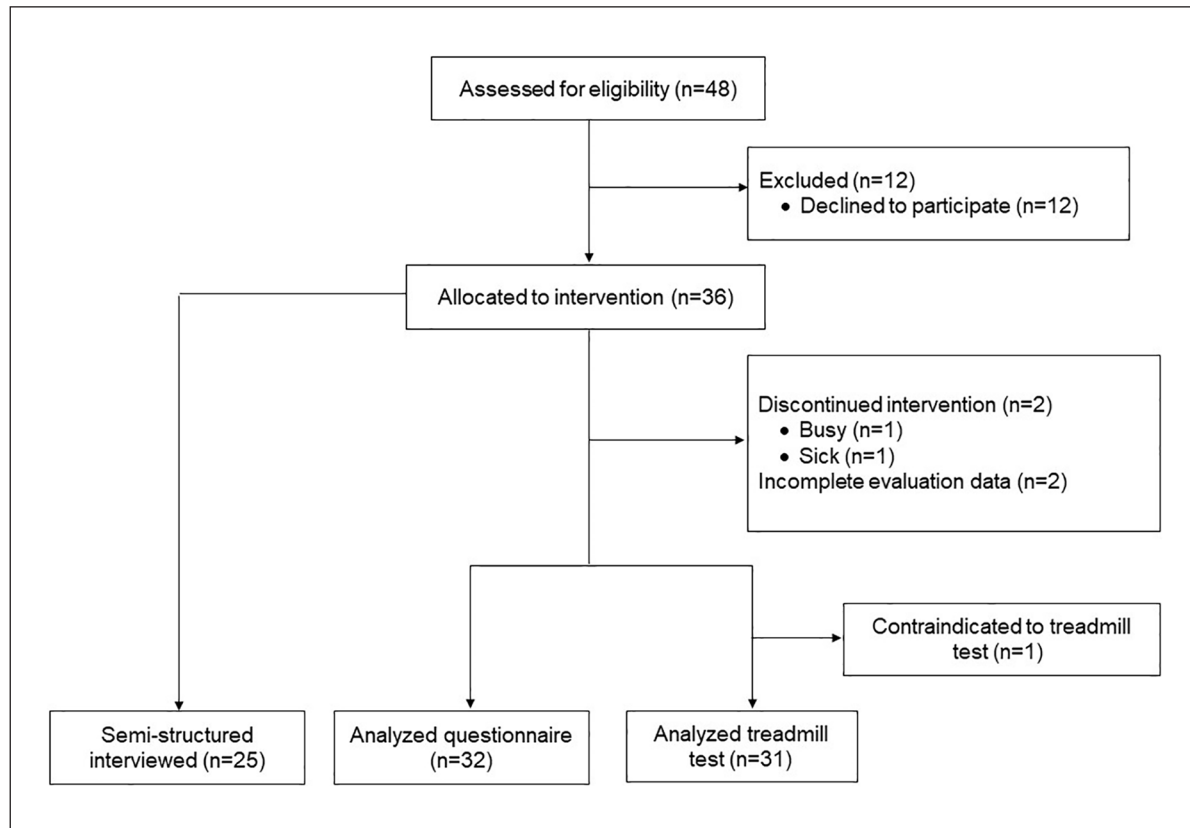 Assessed for eligibility (n=48)
Excluded (n=12)
• Declined to participate (n=12)
Allocated to intervention (n=36)
Discontinued intervention (n=2)
• Busy (n=1)
• Sick (n=1)
Incomplete evaluation data (n=2)
Contraindicated to treadmill
test (n=1)
Semi-structured
interviewed (n=25)
Analyzed questionnaire
(n=32)
Analyzed treadmill
test (n=31)